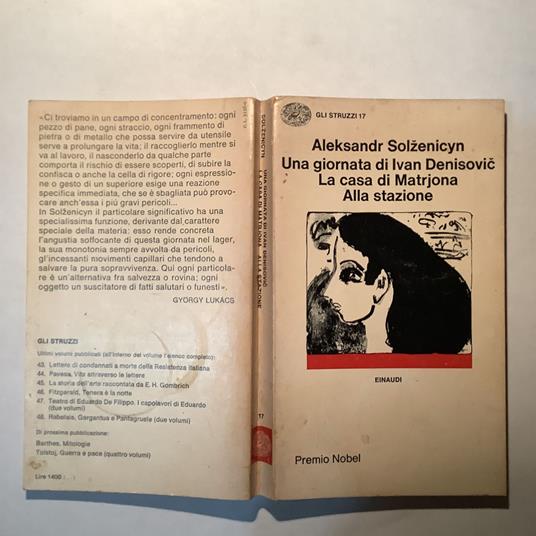 «Ci troviamo in un campo di concentramento: ogni
pezzo di pane, ogni straccio, ogni frammento di
pietra o di metallo che possa servire da utensile
serve a prolungare la vita; il raccoglierlo mentre si
va al lavoro, il nasconderlo da qualche parte
comporta il rischio di essere scoperti, di subire la
confisca o anche la cella di rigore; ogni espressio-
ne o gesto di un superiore esige una reazione
specifica immediata, che se è sbagliata può provo-
care anch'essa i piú gravi pericoli...
In Solženicyn il particolare significativo ha una
specialissima funzione, derivante dal carattere
speciale della materia: esso rende concreta
l'angustia soffocante di questa giornata nel lager,
la sua monotonia sempre avvolta da pericoli,
gl'incessanti movimenti capillari che tendono a
salvare la pura sopravvivenza. Qui ogni particola-
re è un'alternativa fra salvezza o rovina; ogni
oggetto un suscitatore di fatti salutari o funesti».
GYÖRGY LUKÁCS
GLI STRUZZI
Ultimi volumi pubblicati (all'interno del volume l'elenco completo):
43. Lettere di condannati a morte della Resistenza italiana
44. Pavese, Vita attraverso le lettere
45. La storia dell'arte raccontata da E. H. Gombrich
46. Fitzgerald, Tenera è la notte
47. Teatro di Eduardo De Filippo. I capolavori di Eduardo
(due volumi)
48. Rabelais, Gargantua e Pantagruele (due volumi)
Di prossima pubblicazione:
Barthes, Mitologie
Tolstoj, Guerra e pace (quattro volumi)
Lire 1400
SOLŽENICYN
UNA GIORNATA DI IVAN DENISOVIČ
LA CASA DI MATRJONA ALLA STAZIONE
17
GLI STRUZZI 17
Aleksandr Solženicyn
Una giornata di Ivan Denisovič
La casa di Matrjona
Alla stazione
EINAUDI
Premio Nobel